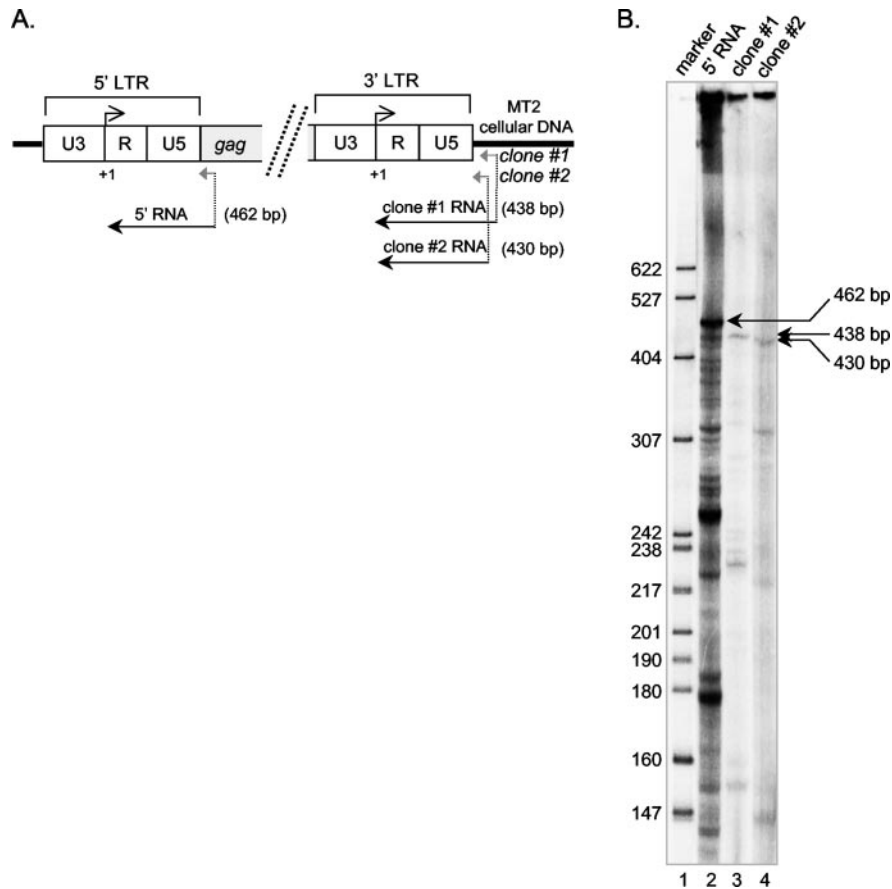 A.
5' LTR
3' LTR
MT2
cellular DNA
U3 R U5 gag
U3 R U5
clone #1
clone #2
+1
+1
5' RNA (462 bp)
clone #1 RNA (438 bp)
clone #2 RNA (430 bp)
B.
marker
5' RNA
clone #1
clone #2
622
527
404
307
242
238
217
201
190
180
160
147
462 bp
438 bp
430 bp
1 2 3 4